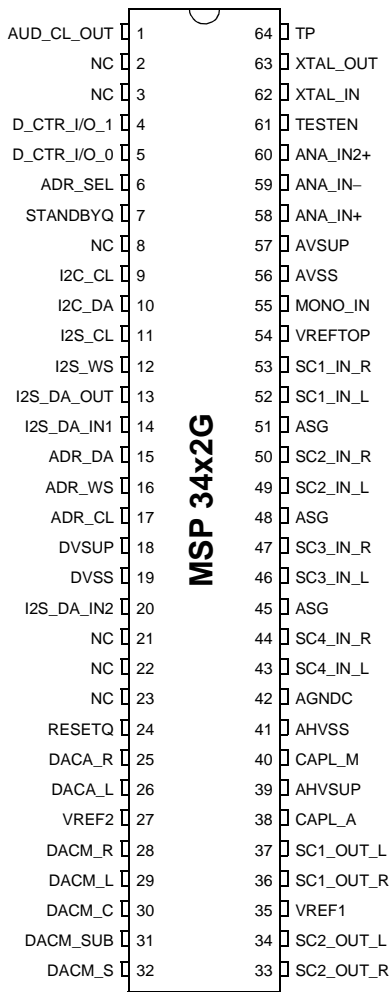 AUD_CL_OUT 1 64 TP
NC 2 63 XTAL_OUT
NC 3 62 XTAL_IN
D_CTR_I/O_1 4 61 TESTEN
D_CTR_I/O_0 5 60 ANA_IN2+
ADR_SEL 6 59 ANA_IN−
STANDBYQ 7 58 ANA_IN+
NC 8 57 AVSUP
I2C_CL 9 56 AVSS
I2C_DA 10 55 MONO_IN
I2S_CL 11 54 VREFTOP
I2S_WS 12 53 SC1_IN_R
I2S_DA_OUT 13 52 SC1_IN_L
I2S_DA_IN1 14 51 ASG
ADR_DA 15 50 SC2_IN_R
ADR_WS 16 49 SC2_IN_L
ADR_CL 17 48 ASG
DVSUP 18 47 SC3_IN_R
DVSS 19 46 SC3_IN_L
I2S_DA_IN2 20 45 ASG
NC 21 44 SC4_IN_R
NC 22 43 SC4_IN_L
NC 23 42 AGNDC
RESETQ 24 41 AHVSS
DACA_R 25 40 CAPL_M
DACA_L 26 39 AHVSUP
VREF2 27 38 CAPL_A
DACM_R 28 37 SC1_OUT_L
DACM_L 29 36 SC1_OUT_R
DACM_C 30 35 VREF1
DACM_SUB 31 34 SC2_OUT_L
DACM_S 32 33 SC2_OUT_R
MSP 34x2G